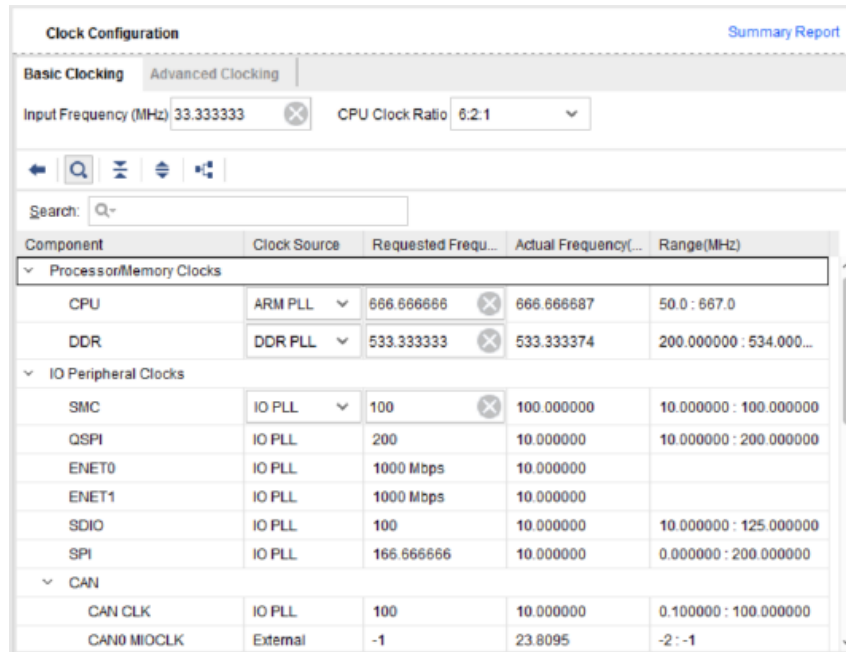 Clock Configuration Summary Report
Basic Clocking Advanced Clocking
Input Frequency (MHz) 33.333333 CPU Clock Ratio 6:2:1
Search: Q-
Component Clock Source Requested Frequ... Actual Frequency(... Range(MHz)
Processor/Memory Clocks
CPU ARM PLL 666.666666 666.666687 50.0 : 667.0
DDR DDR PLL 533.333333 533.333374 200.000000 : 534.000...
IO Peripheral Clocks
SMC IO PLL 100 100.000000 10.000000 : 100.000000
QSPI IO PLL 200 10.000000 10.000000 : 200.000000
ENET0 IO PLL 1000 Mbps 10.000000
ENET1 IO PLL 1000 Mbps 10.000000
SDIO IO PLL 100 10.000000 10.000000 : 125.000000
SPI IO PLL 166.666666 10.000000 0.000000 : 200.000000
CAN
CAN CLK IO PLL 100 10.000000 0.100000 : 100.000000
CAN0 MIOCLK External -1 23.8095 -2 : -1